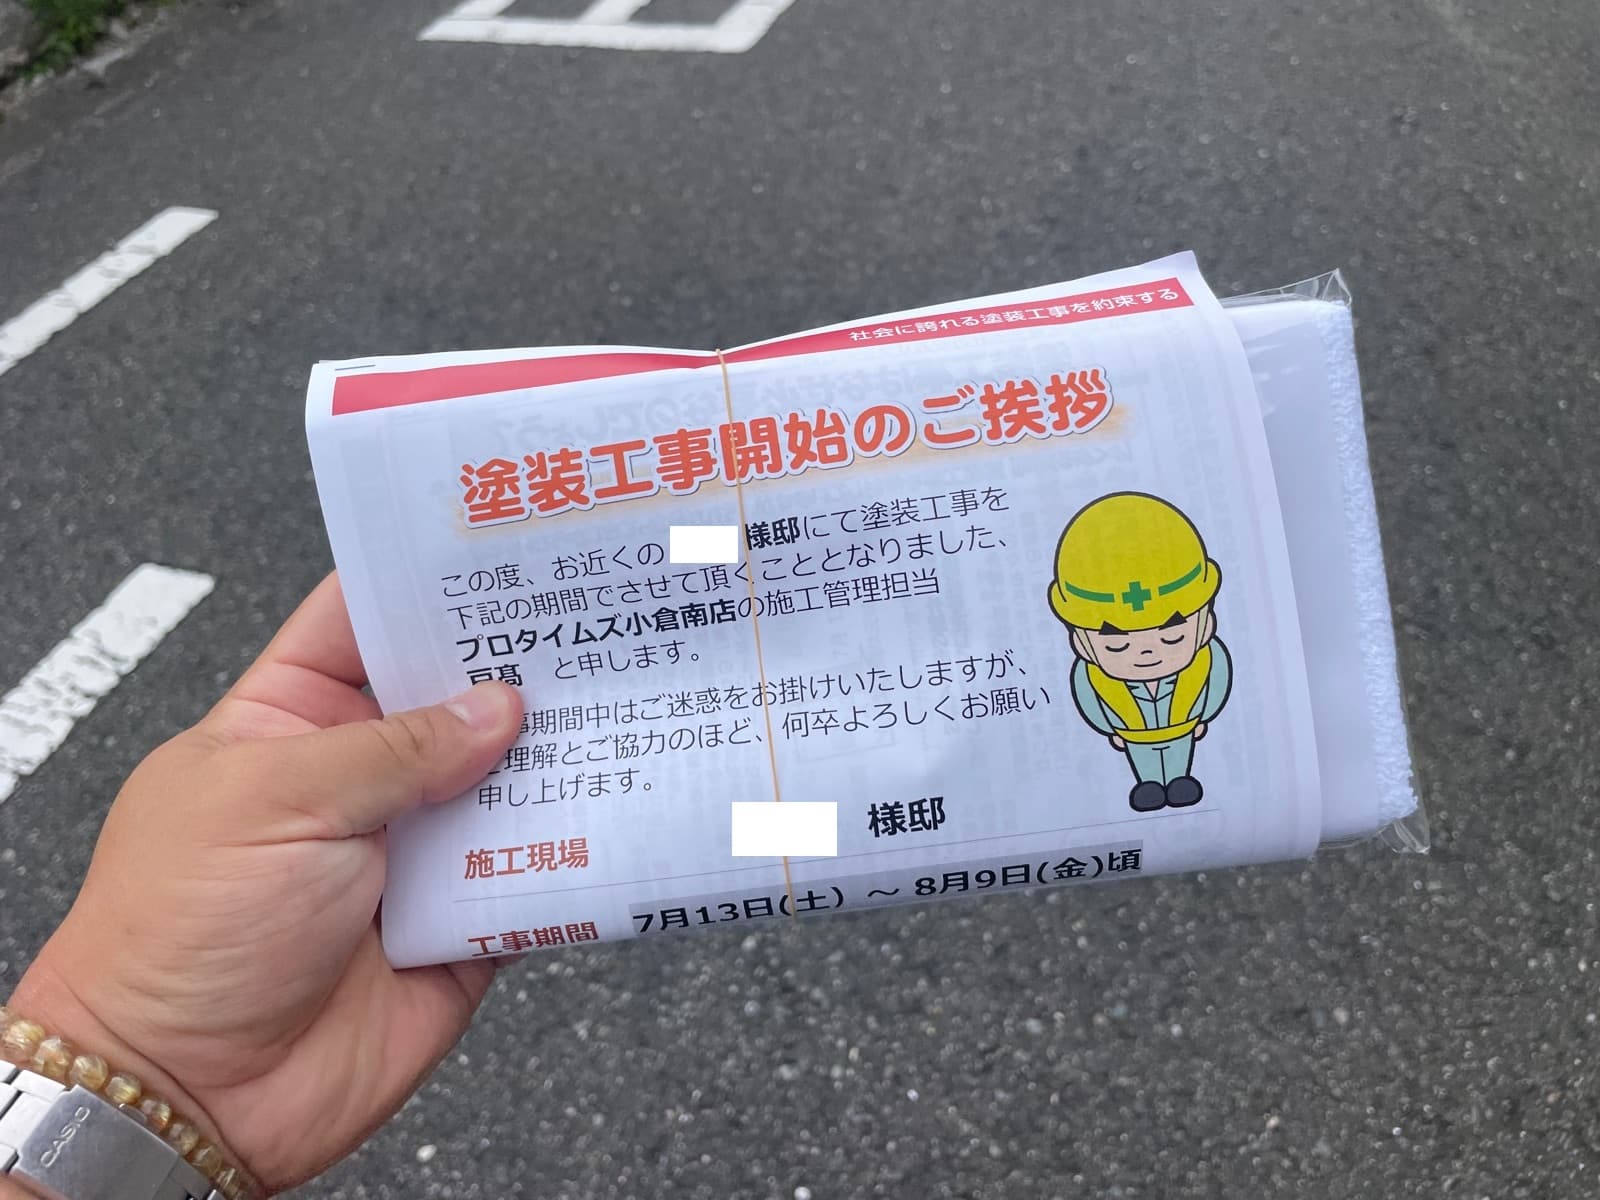 社会に誇れる塗装工事を約束する
塗装工事開始のご挨拶
この度、お近くの 様邸にて塗装工事を
下記の期間でさせて頂くこととなりました、
プロタイムズ小倉南店の施工管理担当
戸髙 と申します。
事期間中はご迷惑をお掛けいたしますが、
ご理解とご協力のほど、何卒よろしくお願い
申し上げます。
施工現場 様邸
工事期間 7月13日(土) ～ 8月9日(金)頃
CASIO